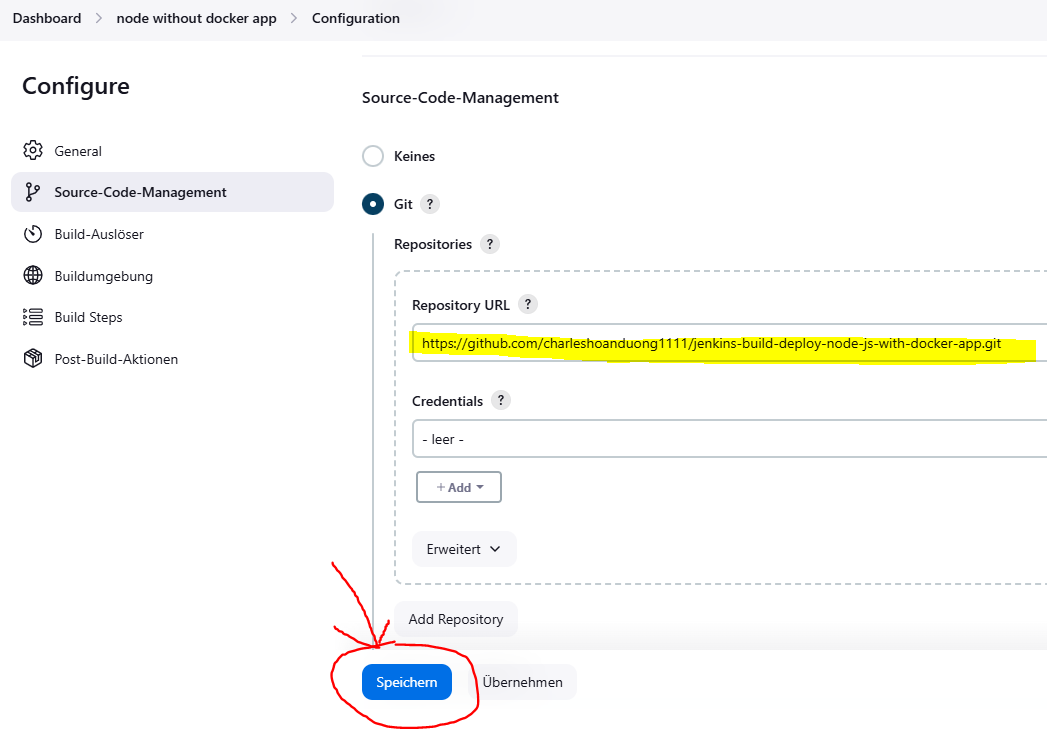 Dashboard > node without docker app > Configuration
Configure
General
Source-Code-Management
Build-Auslöser
Buildumgebung
Build Steps
Post-Build-Aktionen
Source-Code-Management
Keines
Git ?
Repositories ?
Repository URL ?
https://github.com/charleshoanduong1111/jenkins-build-deploy-node-js-with-docker-app.git
Credentials ?
- leer -
+ Add
Erweitert
Add Repository
Speichern Übernehmen